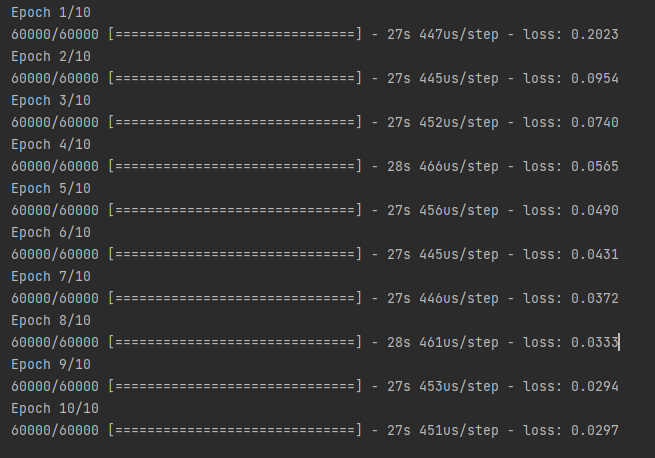 Epoch 1/10
60000/60000 [==============================] - 27s 447us/step - loss: 0.2023
Epoch 2/10
60000/60000 [==============================] - 27s 445us/step - loss: 0.0954
Epoch 3/10
60000/60000 [==============================] - 27s 452us/step - loss: 0.0740
Epoch 4/10
60000/60000 [==============================] - 28s 466us/step - loss: 0.0565
Epoch 5/10
60000/60000 [==============================] - 27s 456us/step - loss: 0.0490
Epoch 6/10
60000/60000 [==============================] - 27s 445us/step - loss: 0.0431
Epoch 7/10
60000/60000 [==============================] - 27s 446us/step - loss: 0.0372
Epoch 8/10
60000/60000 [==============================] - 28s 461us/step - loss: 0.0333
Epoch 9/10
60000/60000 [==============================] - 27s 453us/step - loss: 0.0294
Epoch 10/10
60000/60000 [==============================] - 27s 451us/step - loss: 0.0297